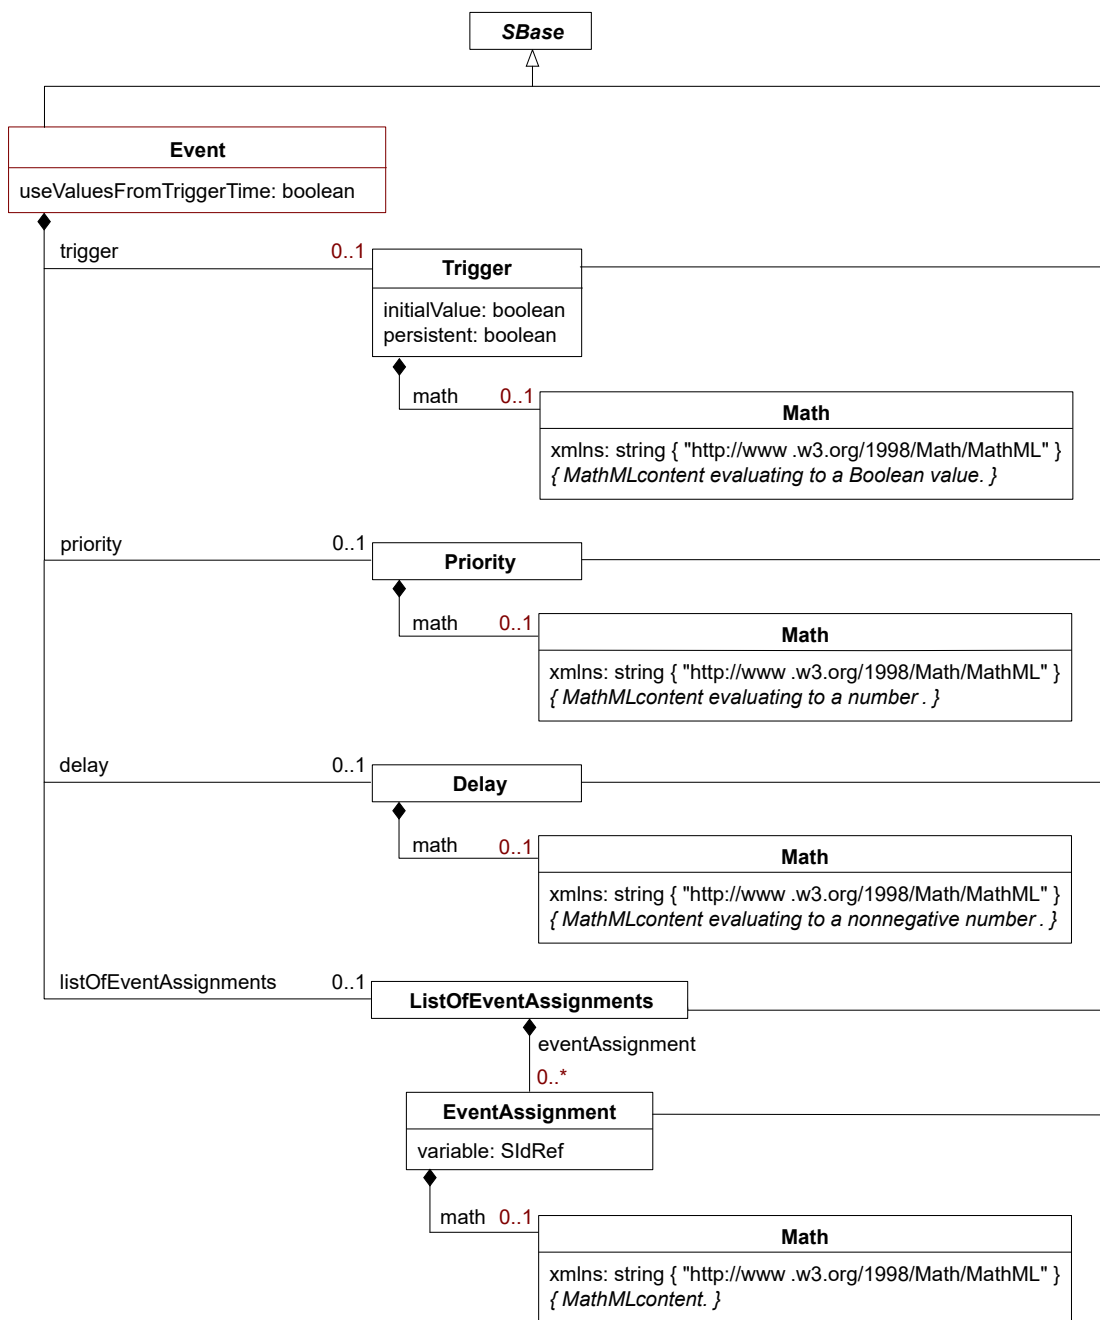 SBase
Event
useValuesFromTriggerTime: boolean
trigger 0..1
Trigger
initialValue: boolean
persistent: boolean
math 0..1
Math
xmlns: string { "http://www .w3.org/1998/Math/MathML" }
{ MathMLcontent evaluating to a Boolean value. }
priority 0..1
Priority
math 0..1
Math
xmlns: string { "http://www .w3.org/1998/Math/MathML" }
{ MathMLcontent evaluating to a number . }
delay 0..1
Delay
math 0..1
Math
xmlns: string { "http://www .w3.org/1998/Math/MathML" }
{ MathMLcontent evaluating to a nonnegative number . }
listOfEventAssignments 0..1
ListOfEventAssignments
eventAssignment
0..*
EventAssignment
variable: SIdRef
math 0..1
Math
xmlns: string { "http://www .w3.org/1998/Math/MathML" }
{ MathMLcontent. }